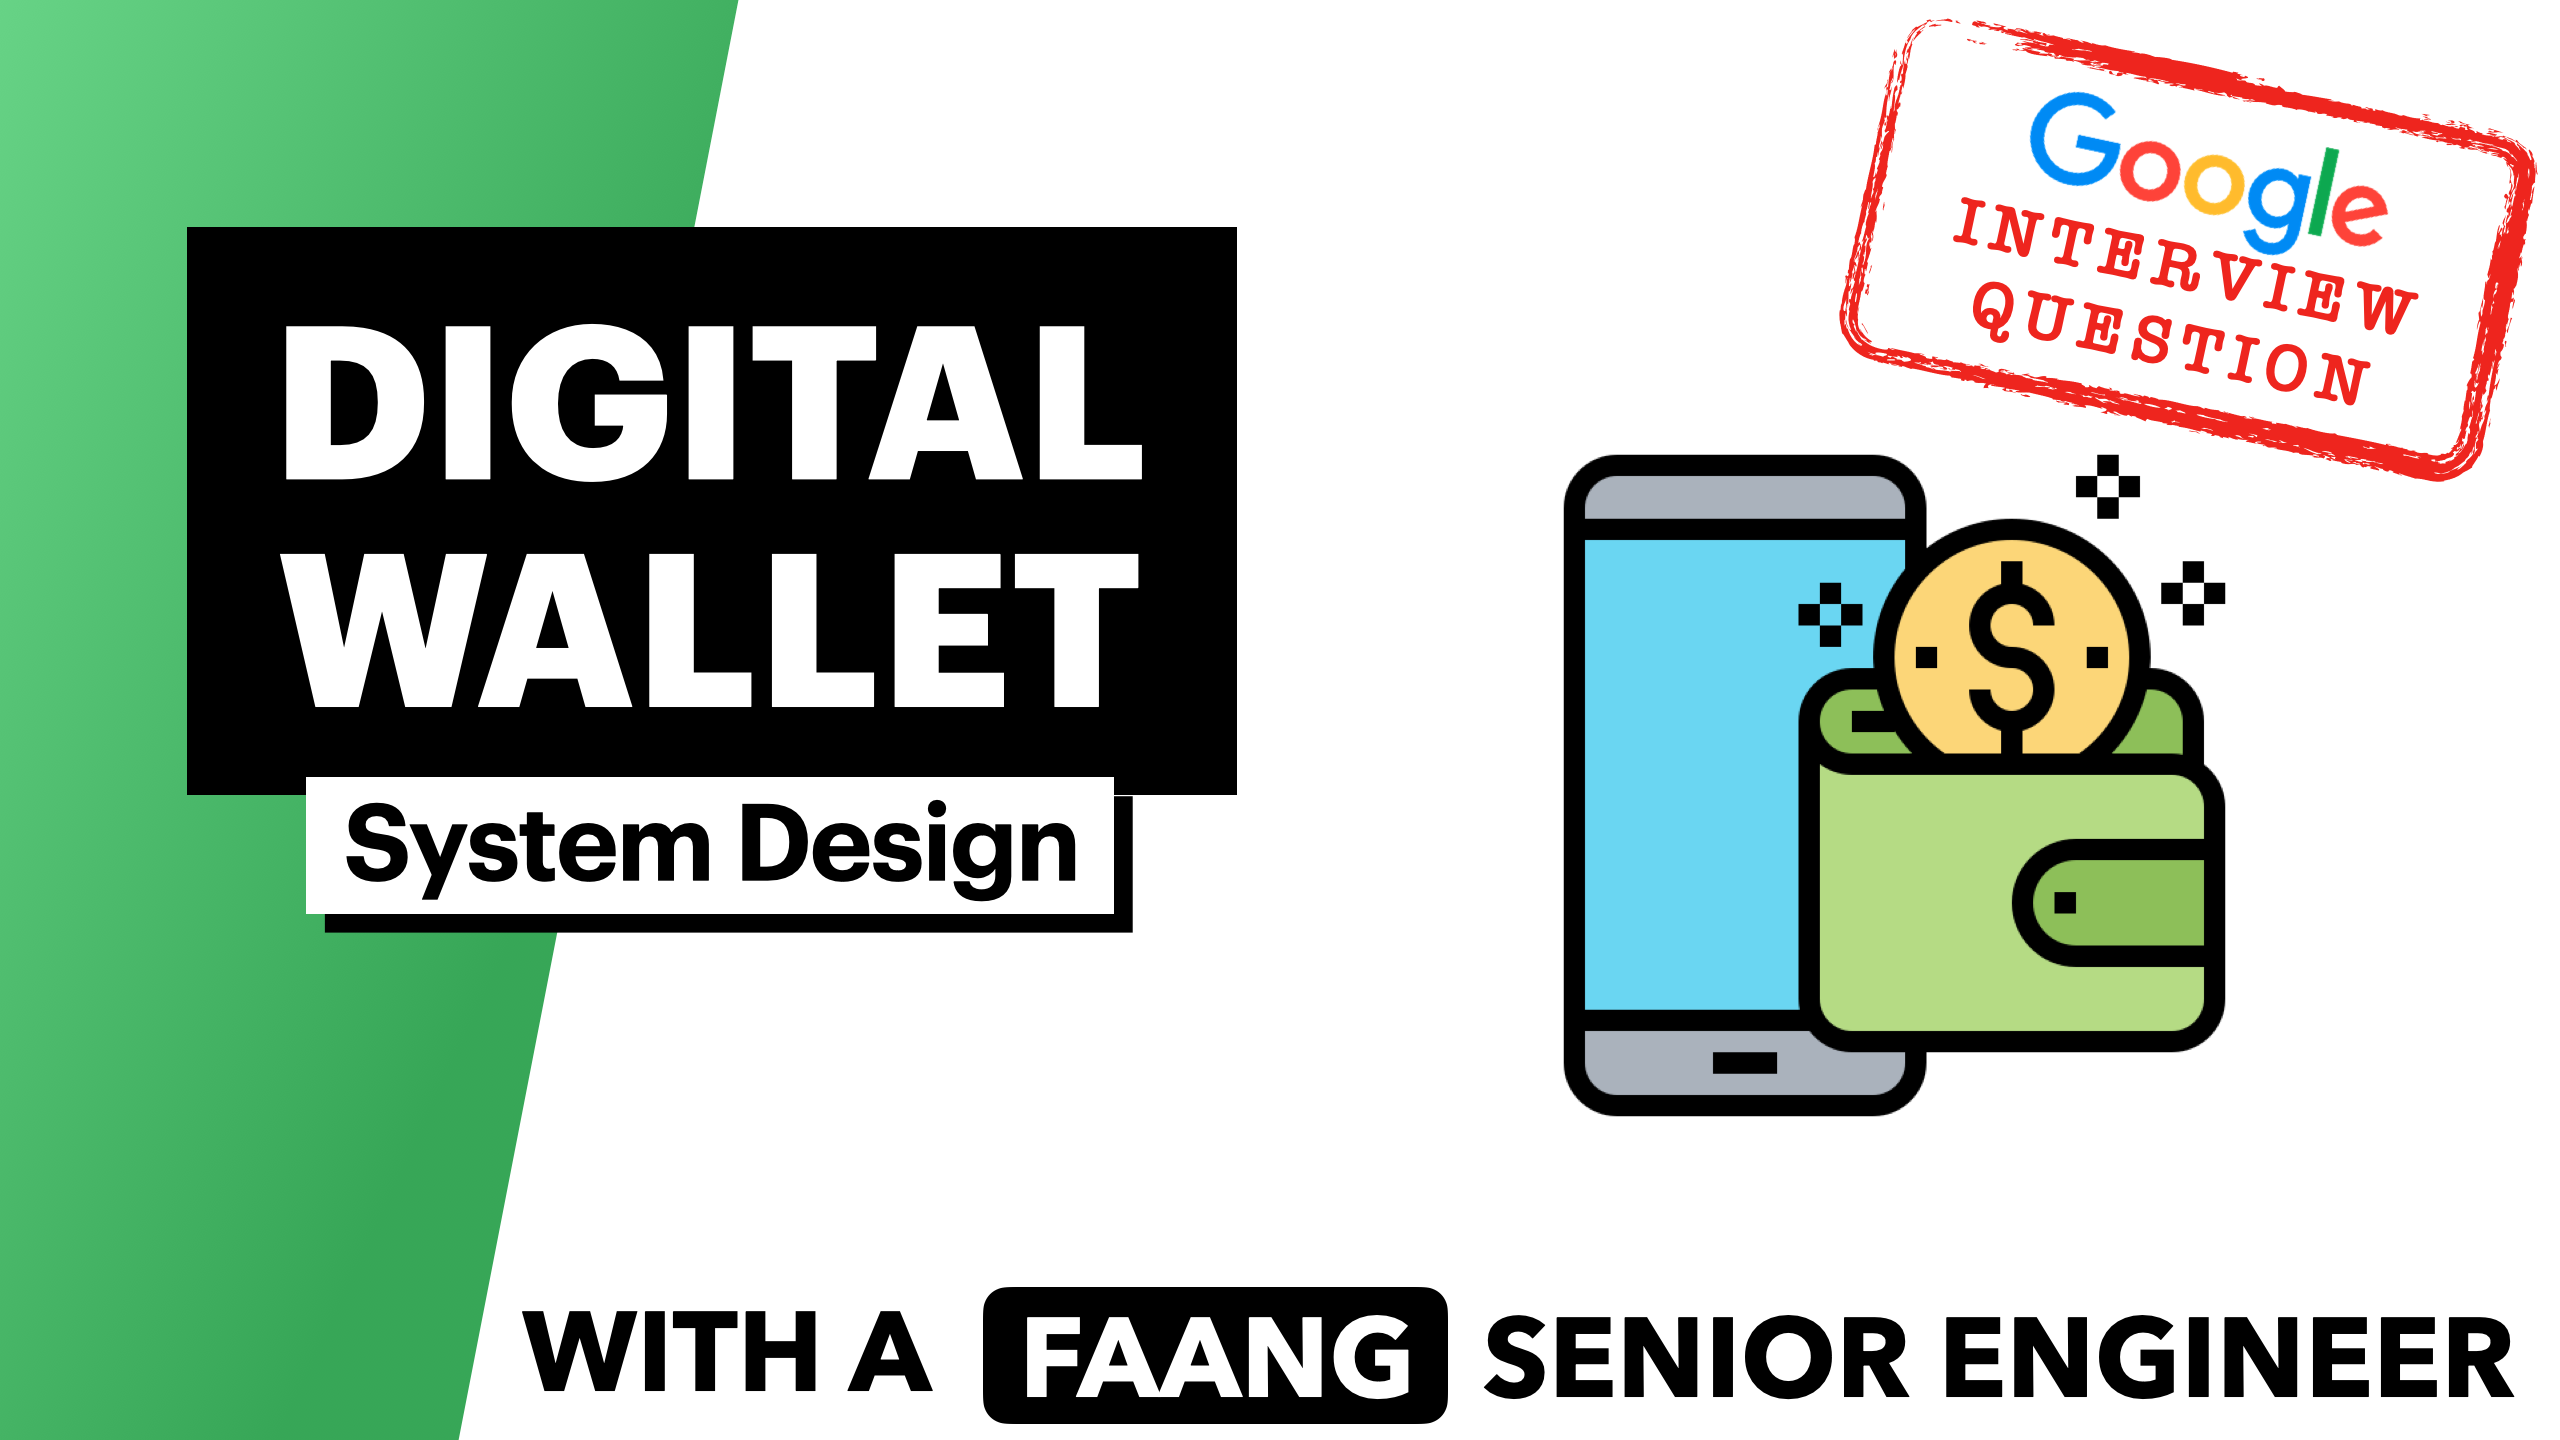 Google
INTERVIEW
QUESTION
DIGITAL
WALLET
System Design
$
WITH A FAANG SENIOR ENGINEER